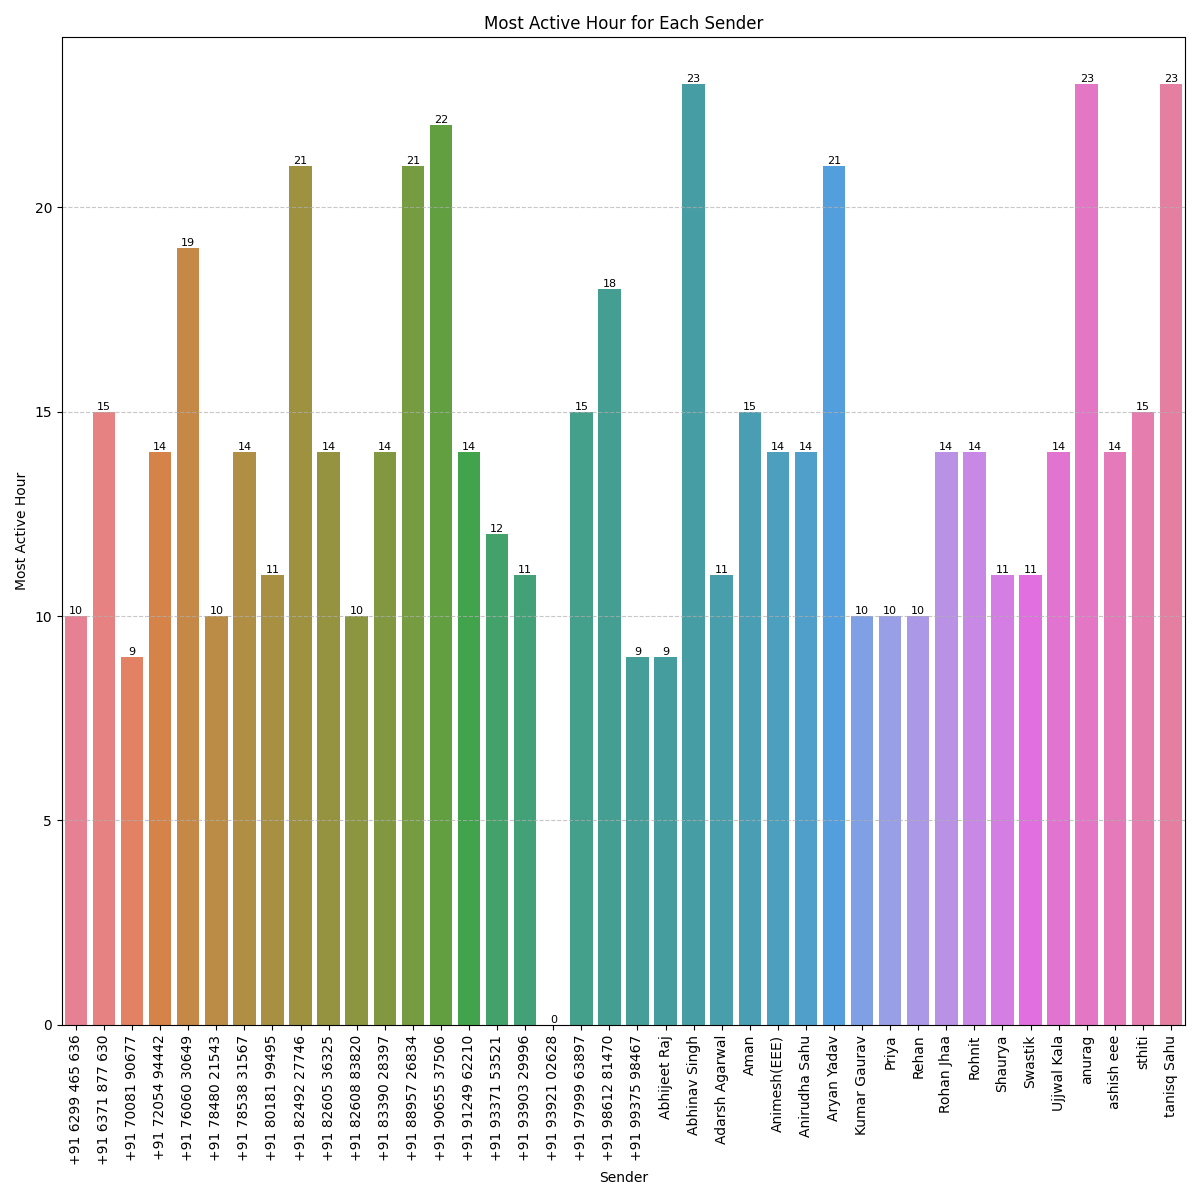 Most Active Hour for Each Sender
Most Active Hour
20
15
10
5
0
10
15
9
14
19
10
14
11
21
14
10
14
21
22
14
12
11
0
15
18
9
9
23
11
15
14
14
21
10
10
10
14
14
11
11
14
23
14
15
23
+91 6299 465 636
+91 6371 877 630
+91 70081 90677
+91 72054 94442
+91 76060 30649
+91 78480 21543
+91 78538 31567
+91 80181 99495
+91 82492 27746
+91 82605 36325
+91 82608 83820
+91 83390 28397
+91 88957 26834
+91 90655 37506
+91 91249 62210
+91 93371 53521
+91 93903 29996
+91 93921 02628
+91 97999 63897
+91 98612 81470
+91 99375 98467
Abhijeet Raj
Abhinav Singh
Adarsh Agarwal
Aman
Animesh(EEE)
Anirudha Sahu
Aryan Yadav
Kumar Gaurav
Priya
Rehan
Rohan Jhaa
Rohnit
Shaurya
Swastik
Ujjwal Kala
anurag
ashish eee
sthiti
tanisq Sahu
Sender